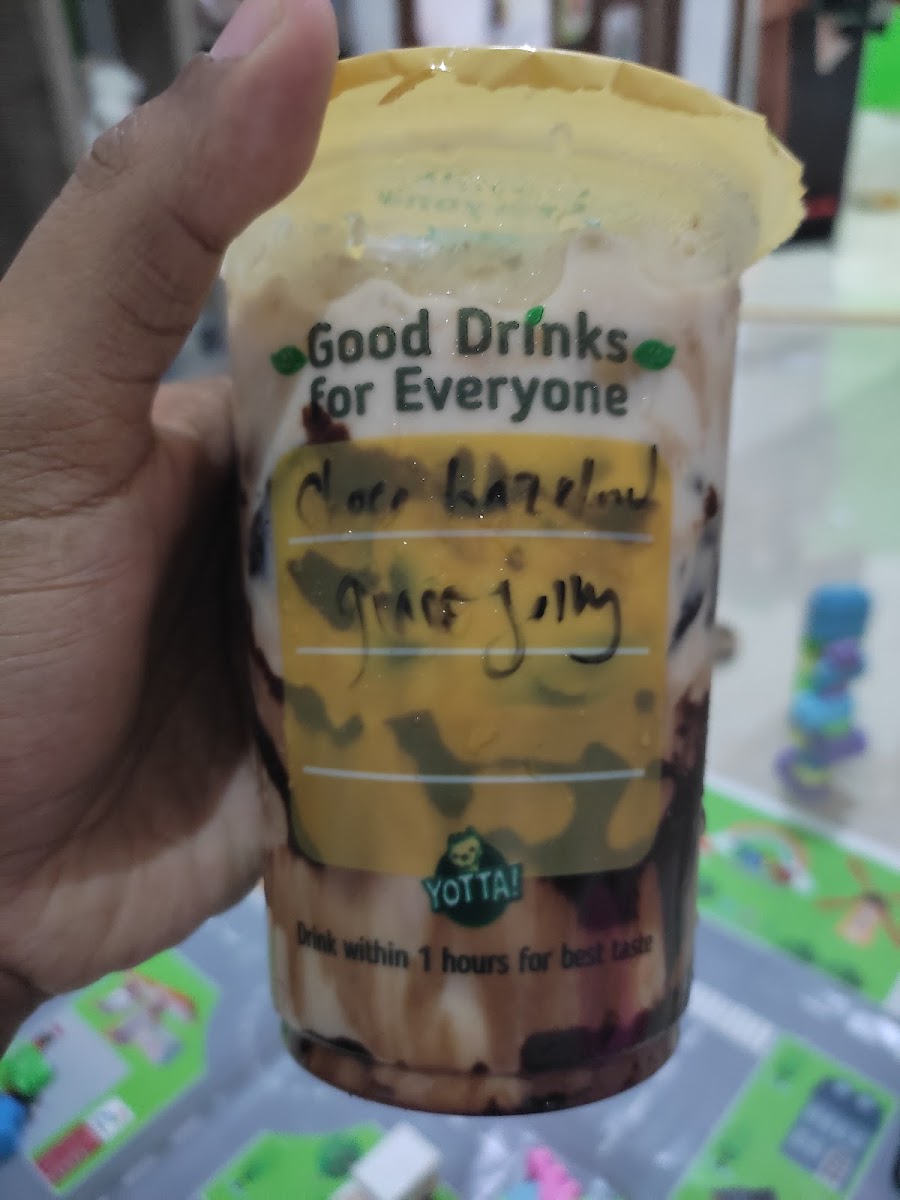 Good Drinks
for Everyone
choco hazelnut
grass jelly
YOTTA!
Drink within 1 hours for best taste